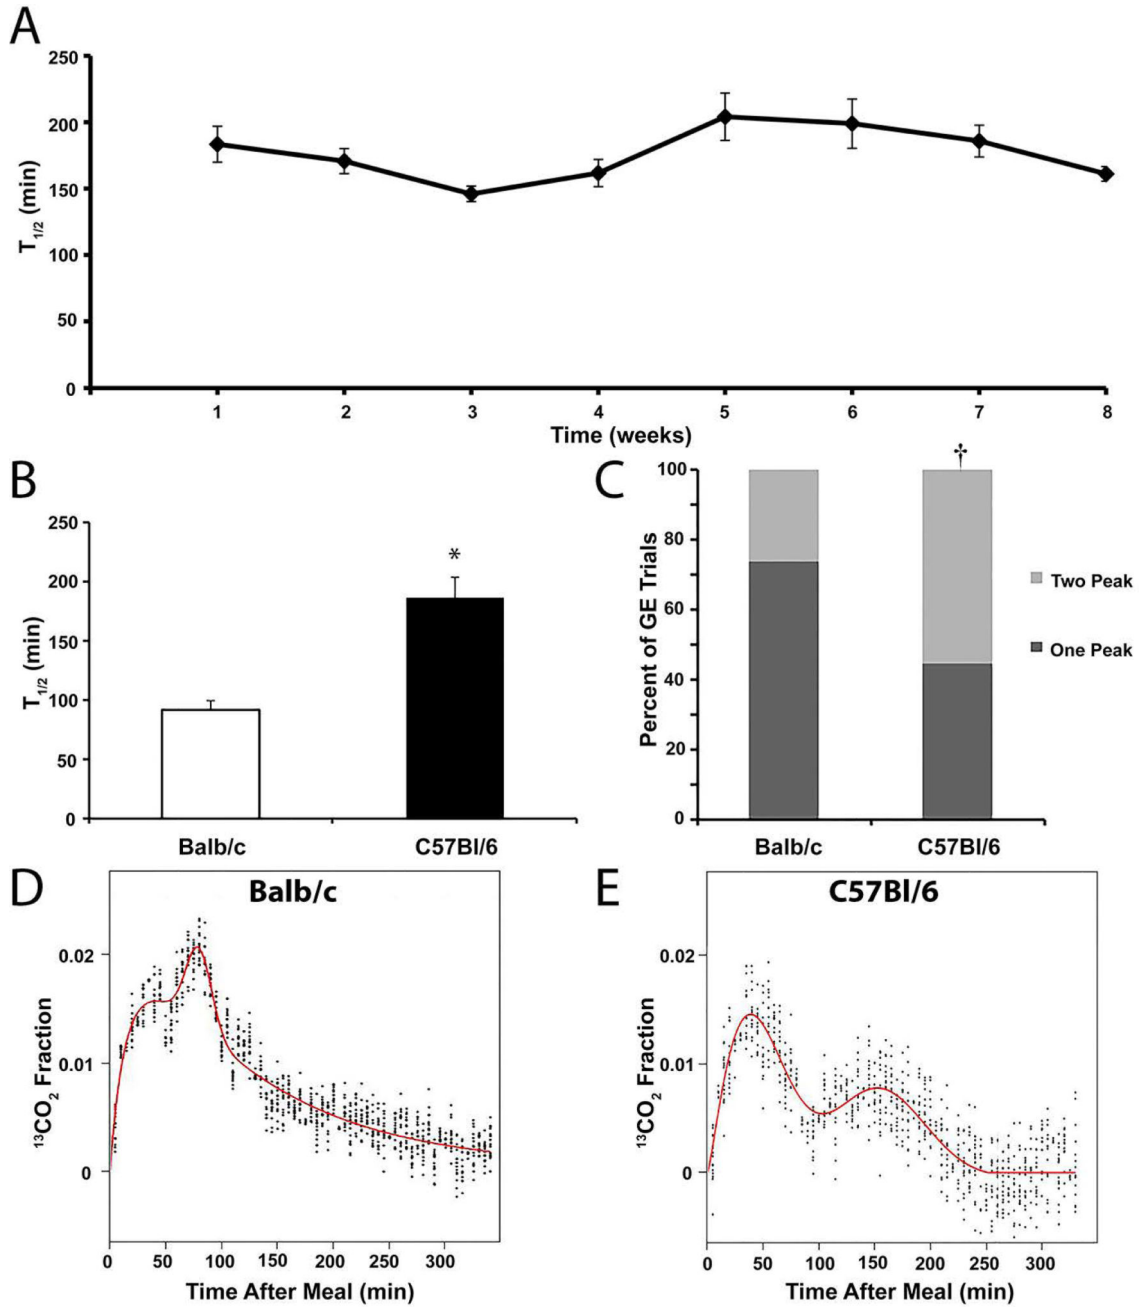 A
250
200
150
100
50
0
T1/2 (min)
1 2 3 4 5 6 7 8
Time (weeks)
B
250
200
150
100
50
0
T1/2 (min)
*
Balb/c C57Bl/6
C
†
100
80
60
40
20
0
Percent of GE Trials
Two Peak
One Peak
Balb/c C57Bl/6
D
Balb/c
0.02
0.01
0
13CO2 Fraction
0 50 100 150 200 250 300
Time After Meal (min)
E
C57Bl/6
0.02
0.01
0
13CO2 Fraction
0 50 100 150 200 250 300
Time After Meal (min)